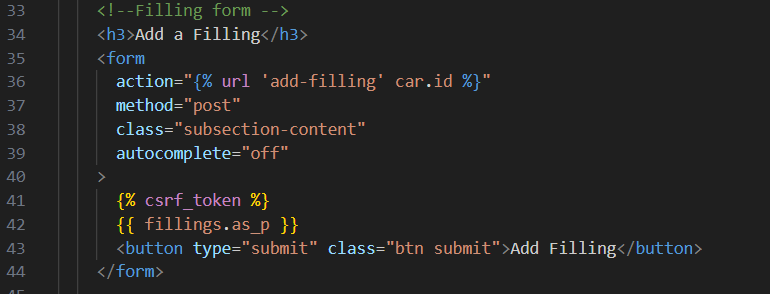 33 <!--Filling form -->
34 <h3>Add a Filling</h3>
35 <form
36 action="{% url 'add-filling' car.id %}"
37 method="post"
38 class="subsection-content"
39 autocomplete="off"
40 >
41 {% csrf_token %}
42 {{ fillings.as_p }}
43 <button type="submit" class="btn submit">Add Filling</button>
44 </form>